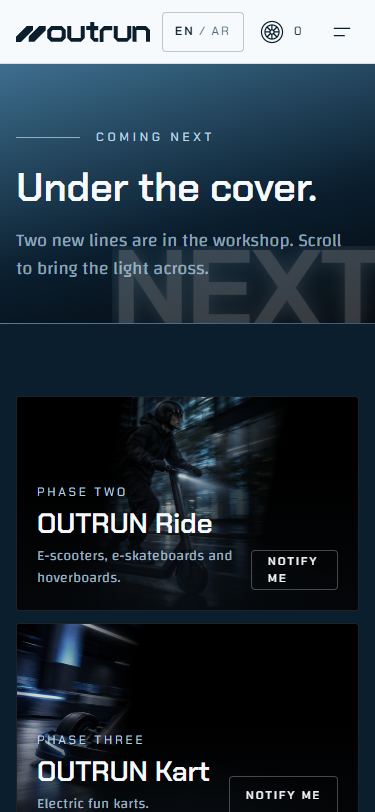 outrun
EN / AR
0
COMING NEXT
Under the cover.
Two new lines are in the workshop. Scroll
to bring the light across.
NEXT
PHASE TWO
OUTRUN Ride
E-scooters, e-skateboards and
hoverboards.
NOTIFY
ME
PHASE THREE
OUTRUN Kart
Electric fun karts.
NOTIFY ME